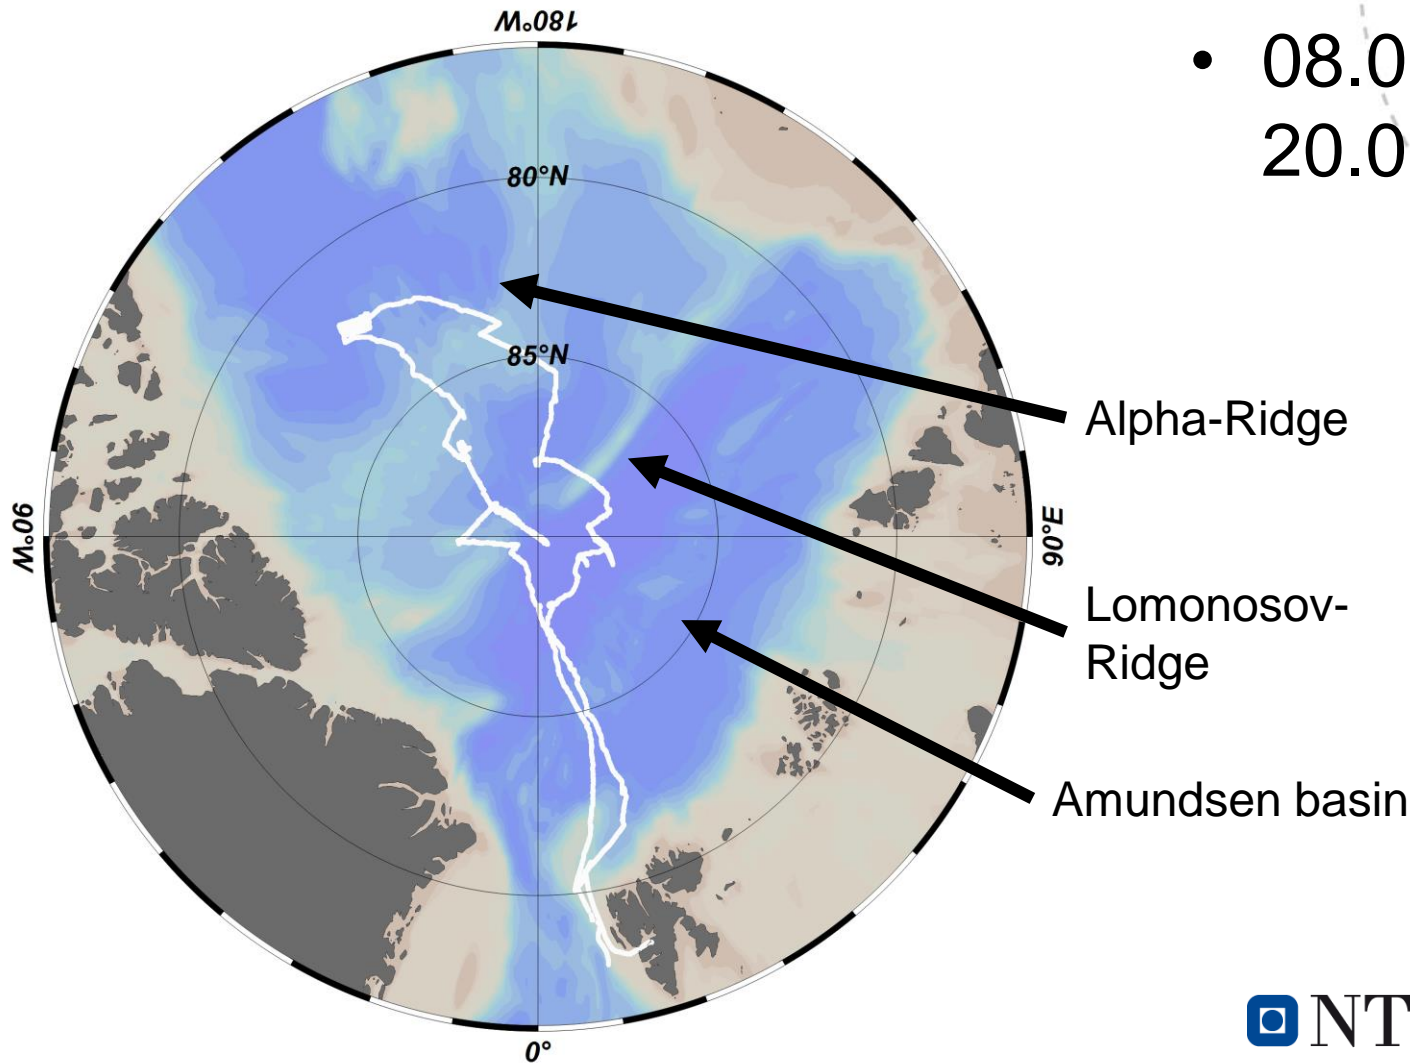 180°W
• 08.0
20.0
80°N
85°N
Alpha-Ridge
90°W
90°E
Lomonosov-
Ridge
Amundsen basin
0°
NT